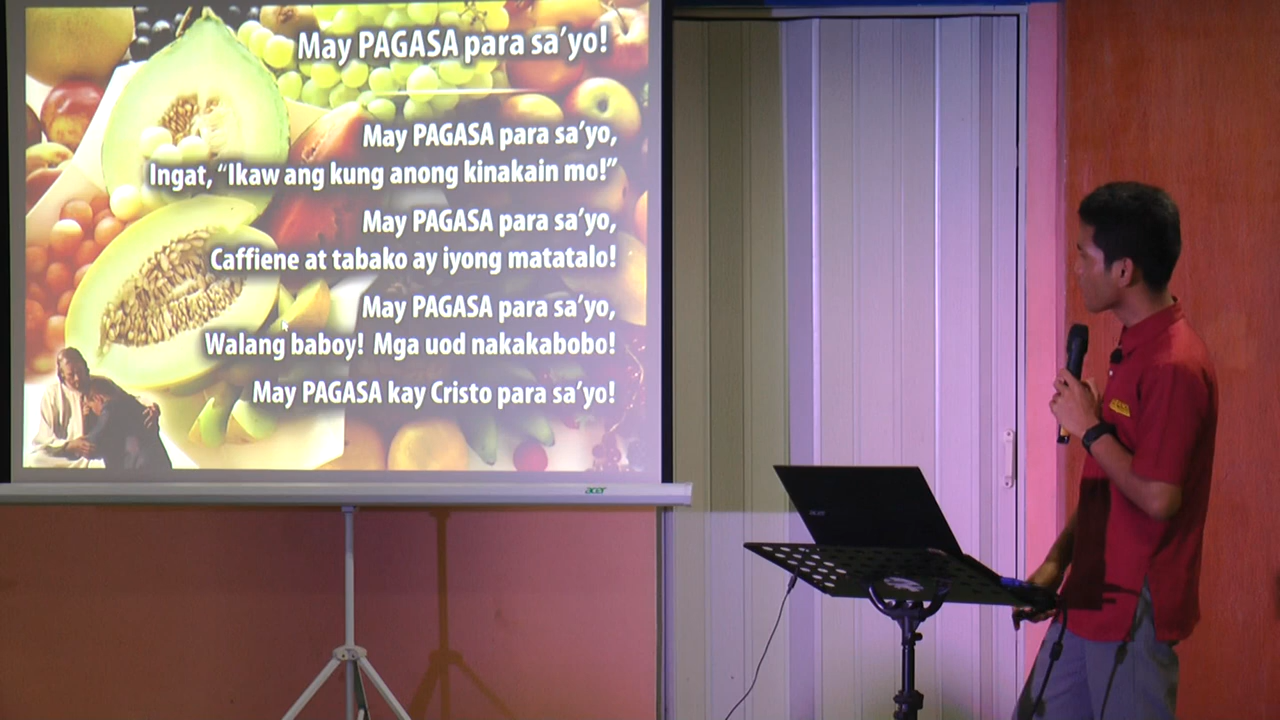 May PAGASA para sa'yo!
May PAGASA para sa'yo,
Ingat, "Ikaw ang kung anong kinakain mo!"
May PAGASA para sa'yo,
Caffiene at tabako ay iyong matatalo!
May PAGASA para sa'yo,
Walang baboy! Mga uod nakakabobo!
May PAGASA kay Cristo para sa'yo!
acer
acer